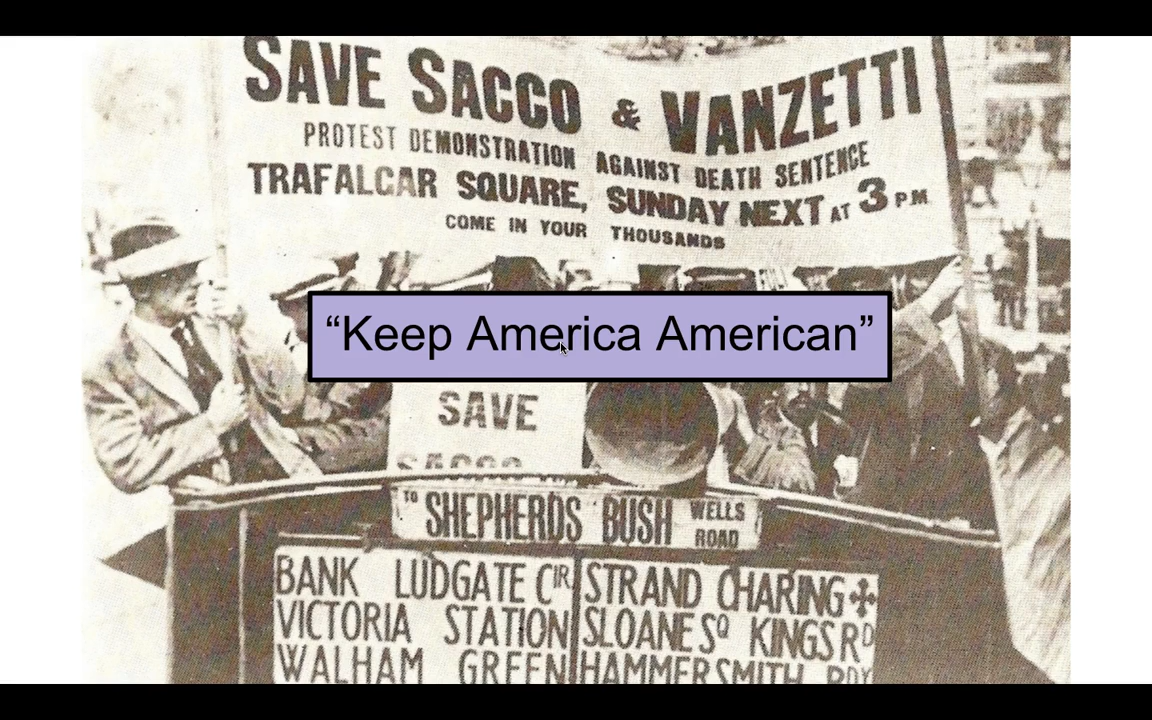 SAVE SACCO & VANZETTI
PROTEST DEMONSTRATION AGAINST DEATH SENTENCE
TRAFALGAR SQUARE, SUNDAY NEXT AT 3 PM
COME IN YOUR THOUSANDS
“Keep America American”
SAVE
SACCO
TO SHEPHERDS BUSH WELLS ROAD
BANK LUDGATE CIR. STRAND CHARING
VICTORIA STATION SLOANE SQ KINGS RD
WALHAM GREEN HAMMERSMITH BDY